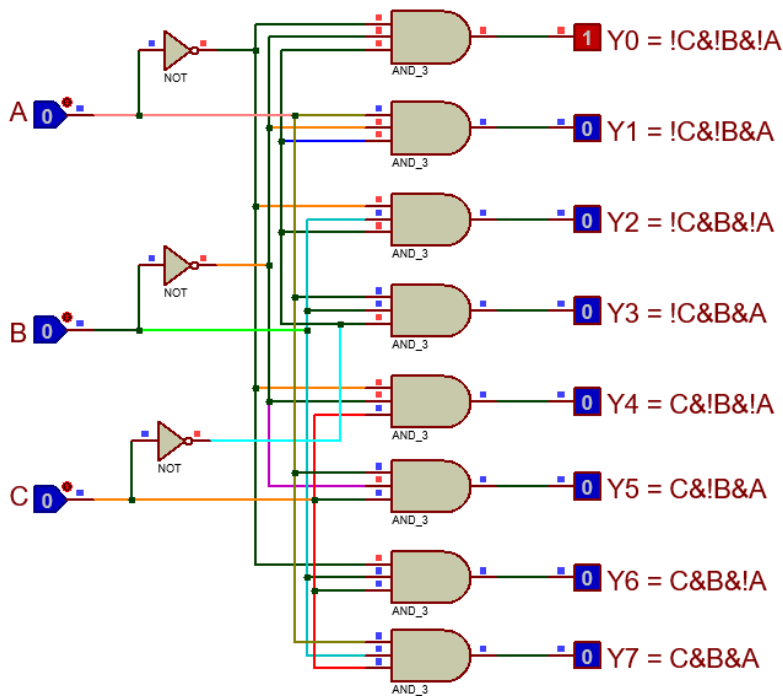 NOT
AND_3
1 Y0 = !C&!B&!A
A 0
AND_3
0 Y1 = !C&!B&A
AND_3
0 Y2 = !C&B&!A
NOT
B 0
AND_3
0 Y3 = !C&B&A
AND_3
0 Y4 = C&!B&!A
NOT
C 0
AND_3
0 Y5 = C&!B&A
AND_3
0 Y6 = C&B&!A
AND_3
0 Y7 = C&B&A